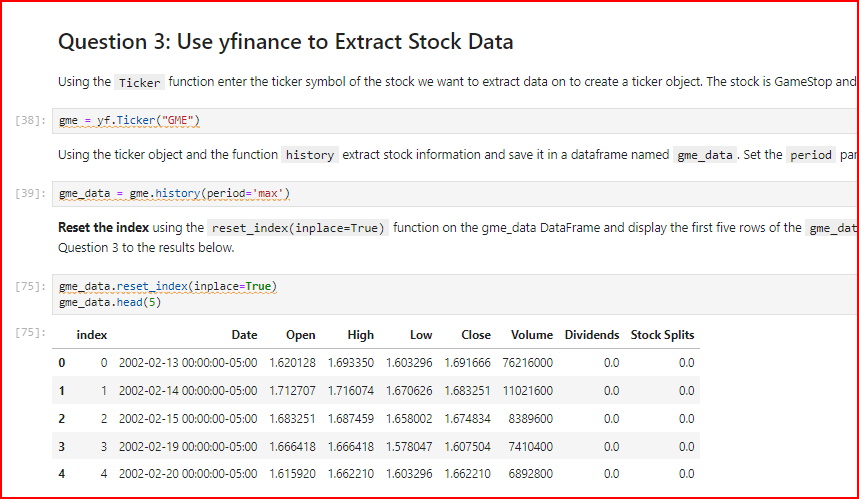 Question 3: Use yfinance to Extract Stock Data
Using the Ticker function enter the ticker symbol of the stock we want to extract data on to create a ticker object. The stock is GameStop and
[38]: gme = yf.Ticker("GME")
Using the ticker object and the function history extract stock information and save it in a dataframe named gme_data. Set the period par
[39]: gme_data = gme.history(period='max')
Reset the index using the reset_index(inplace=True) function on the gme_data DataFrame and display the first five rows of the gme_dat
Question 3 to the results below.
[75]: gme_data.reset_index(inplace=True)
gme_data.head(5)
[75]: index Date Open High Low Close Volume Dividends Stock Splits
0 0 2002-02-13 00:00:00-05:00 1.620128 1.693350 1.603296 1.691666 76216000 0.0 0.0
1 1 2002-02-14 00:00:00-05:00 1.712707 1.716074 1.670626 1.683251 11021600 0.0 0.0
2 2 2002-02-15 00:00:00-05:00 1.683251 1.687459 1.658002 1.674834 8389600 0.0 0.0
3 3 2002-02-19 00:00:00-05:00 1.666418 1.666418 1.578047 1.607504 7410400 0.0 0.0
4 4 2002-02-20 00:00:00-05:00 1.615920 1.662210 1.603296 1.662210 6892800 0.0 0.0